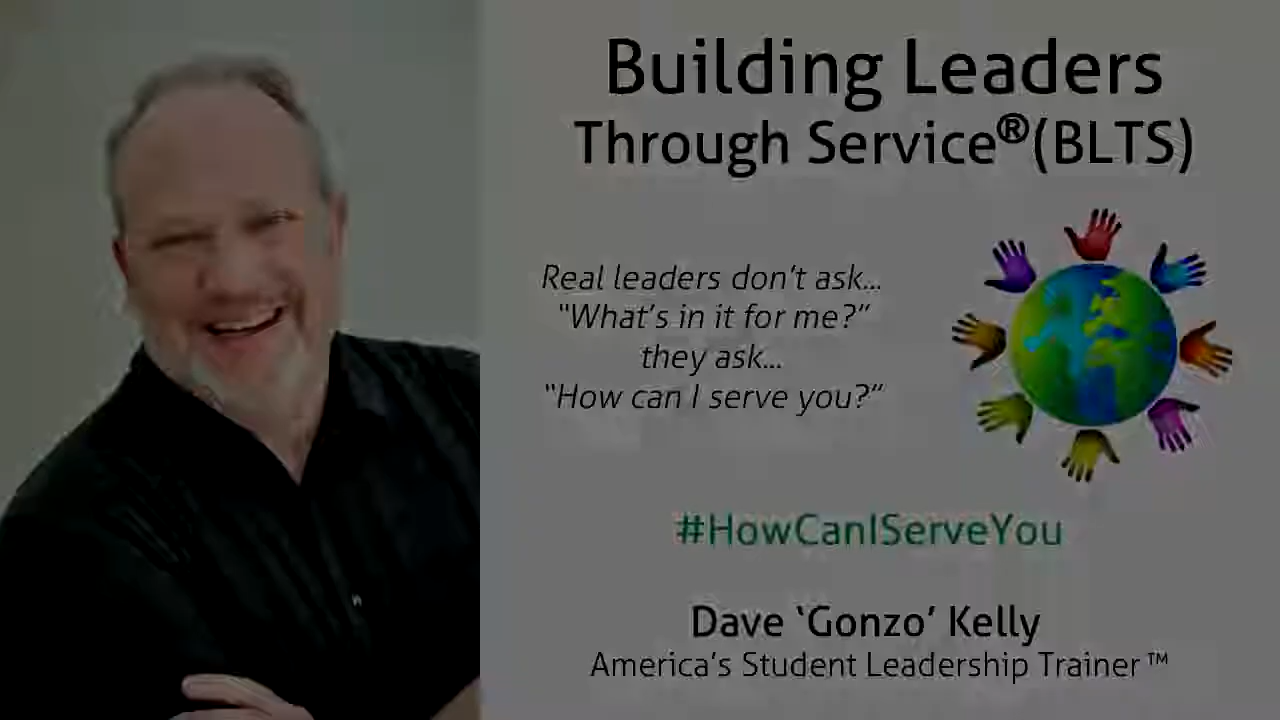 Building Leaders
Through Service®(BLTS)
Real leaders don't ask...
"What's in it for me?"
they ask...
"How can I serve you?"
#HowCanIServeYou
Dave 'Gonzo' Kelly
America's Student Leadership Trainer™